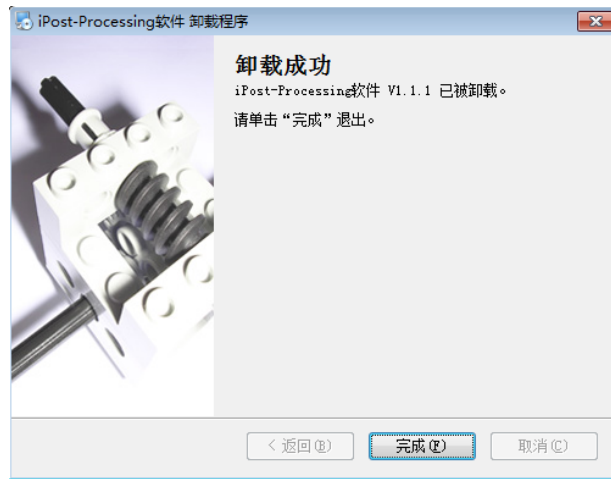 iPost-Processing软件 卸载程序
卸载成功
iPost-Processing软件 V1.1.1 已被卸载。
请单击“完成”退出。
< 返回(B)
完成(F)
取消(C)